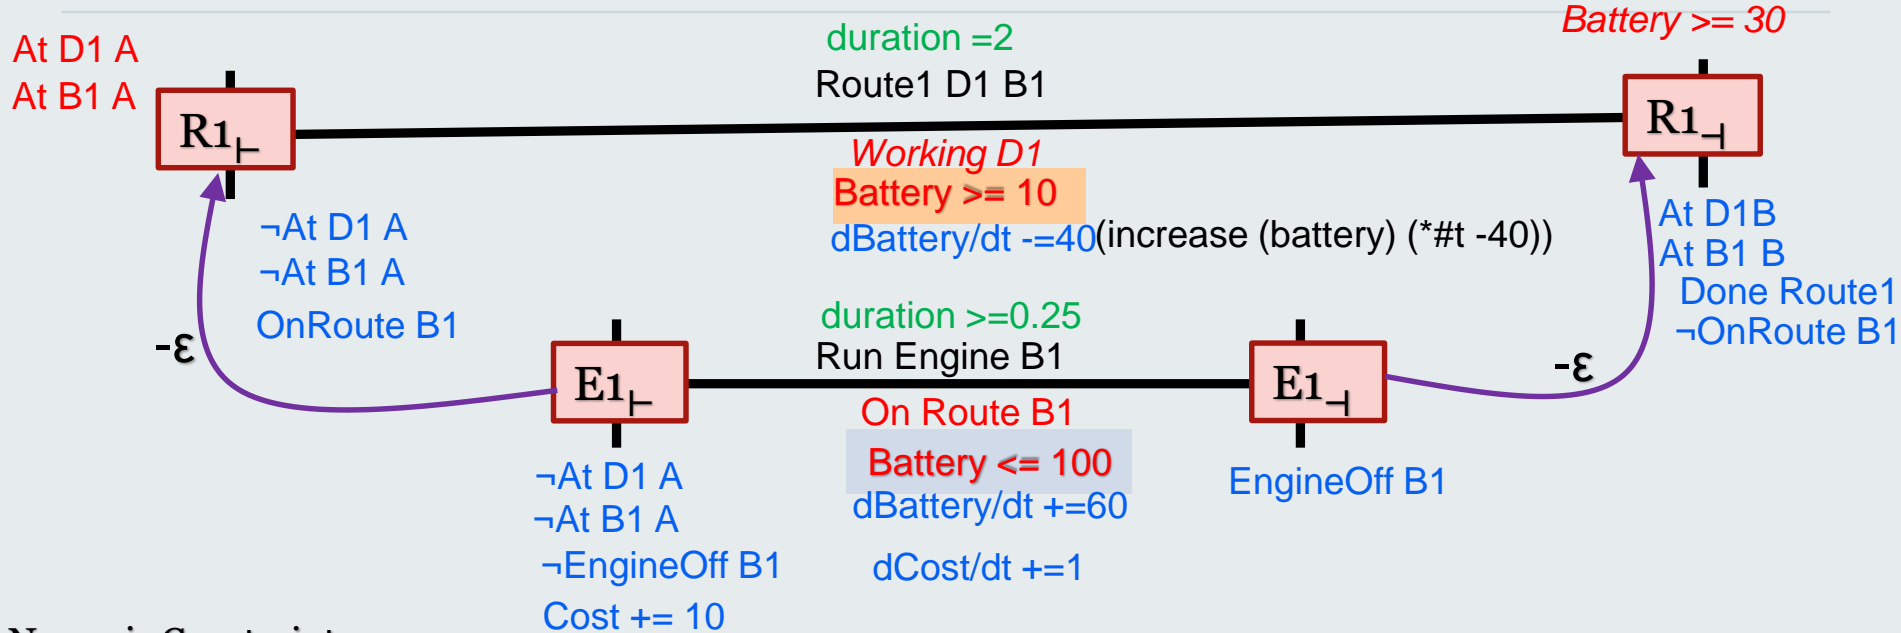 Battery >= 30
At D1 A
At B1 A
duration =2
Route1 D1 B1
R1⊢
R1⊣
Working D1
Battery >= 10
dBattery/dt -=40(increase (battery) (*#t -40))
¬At D1 A
¬At B1 A
OnRoute B1
At D1B
At B1 B
Done Route1
¬OnRoute B1
-ε
duration >=0.25
Run Engine B1
-ε
E1⊢
E1⊣
On Route B1
Battery <= 100
dBattery/dt +=60
dCost/dt +=1
¬At D1 A
¬At B1 A
¬EngineOff B1
Cost += 10
EngineOff B1